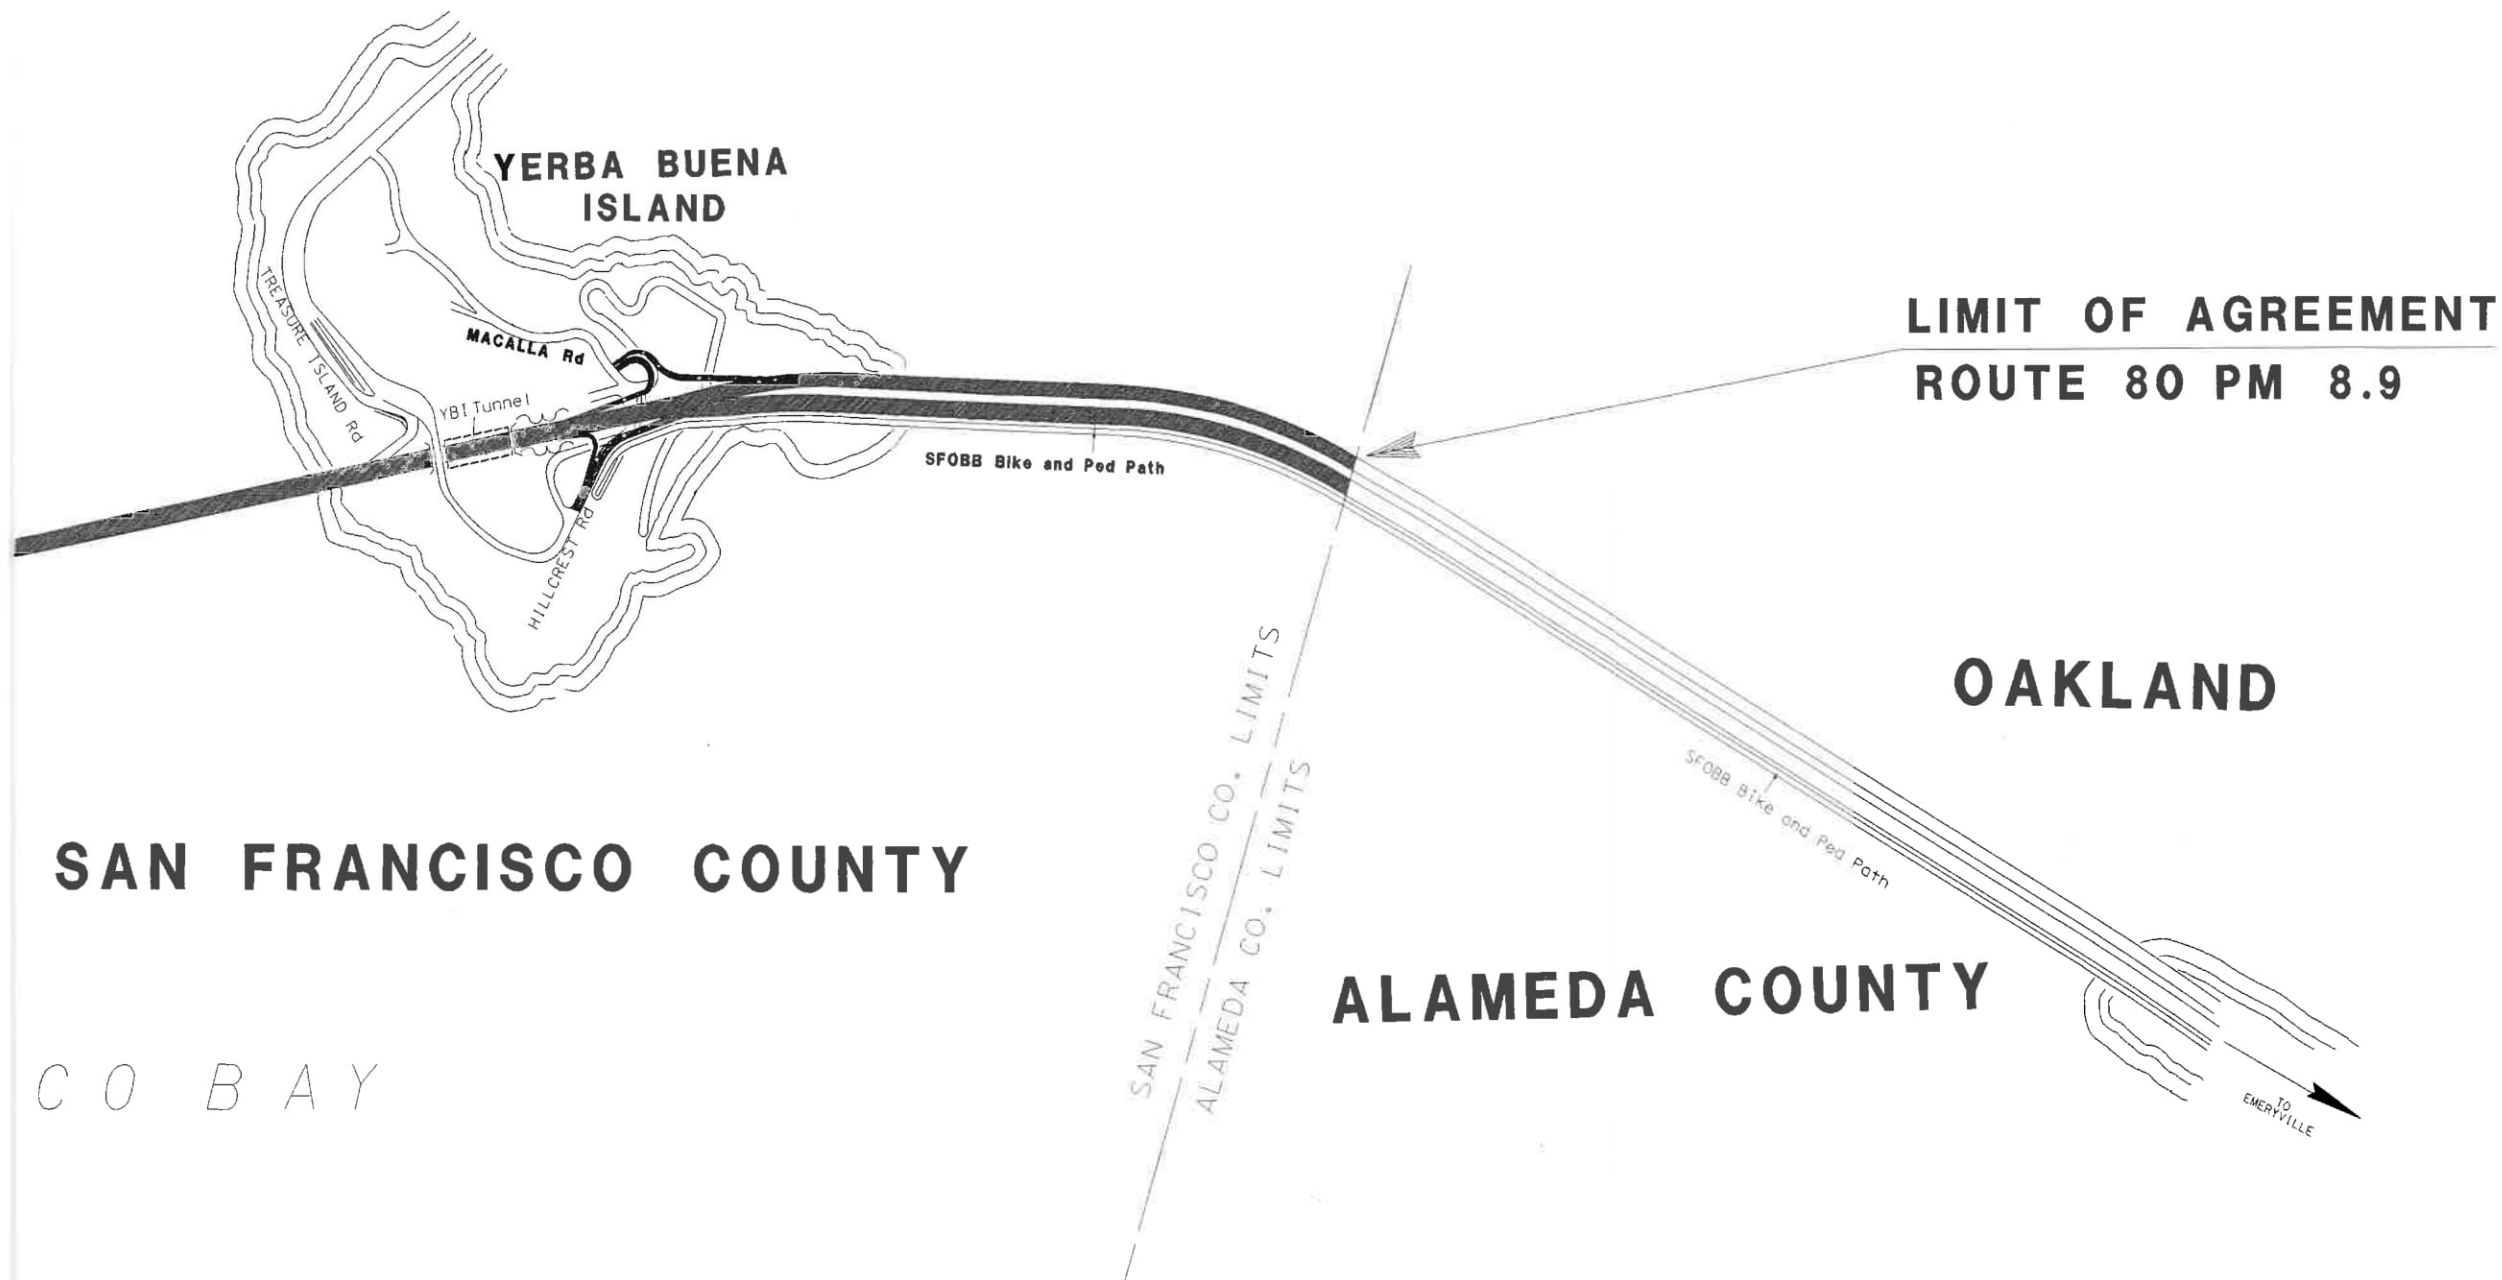 YERBA BUENA
ISLAND
LIMIT OF AGREEMENT
ROUTE 80 PM 8.9
TREASURE ISLAND Rd
MACALLA Rd
YBI Tunnel
SFOBB Bike and Ped Path
HILLCREST Rd
SAN FRANCISCO CO. LIMITS
ALAMEDA CO. LIMITS
OAKLAND
SFOBB Bike and Ped Path
SAN FRANCISCO COUNTY
ALAMEDA COUNTY
CO BAY
TO
EMERYVILLE